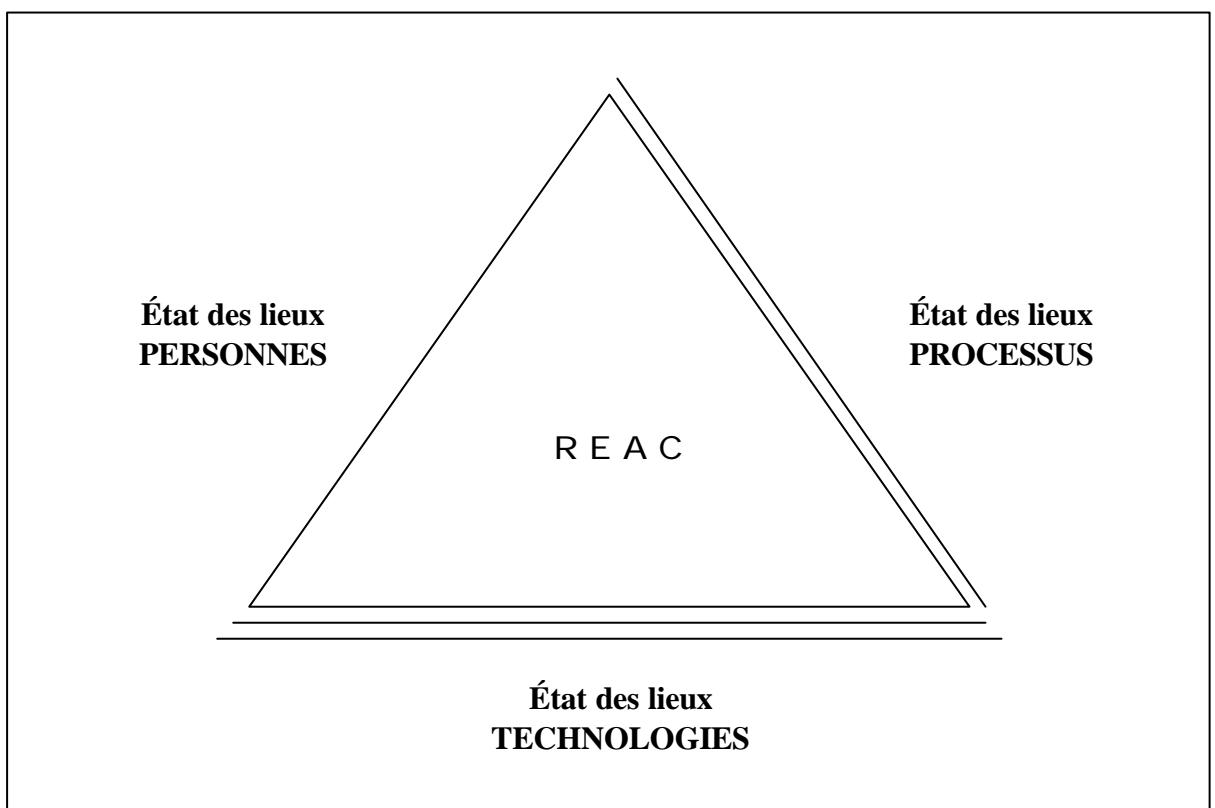 État des lieux
PERSONNES
État des lieux
PROCESSUS
R E A C
État des lieux
TECHNOLOGIES